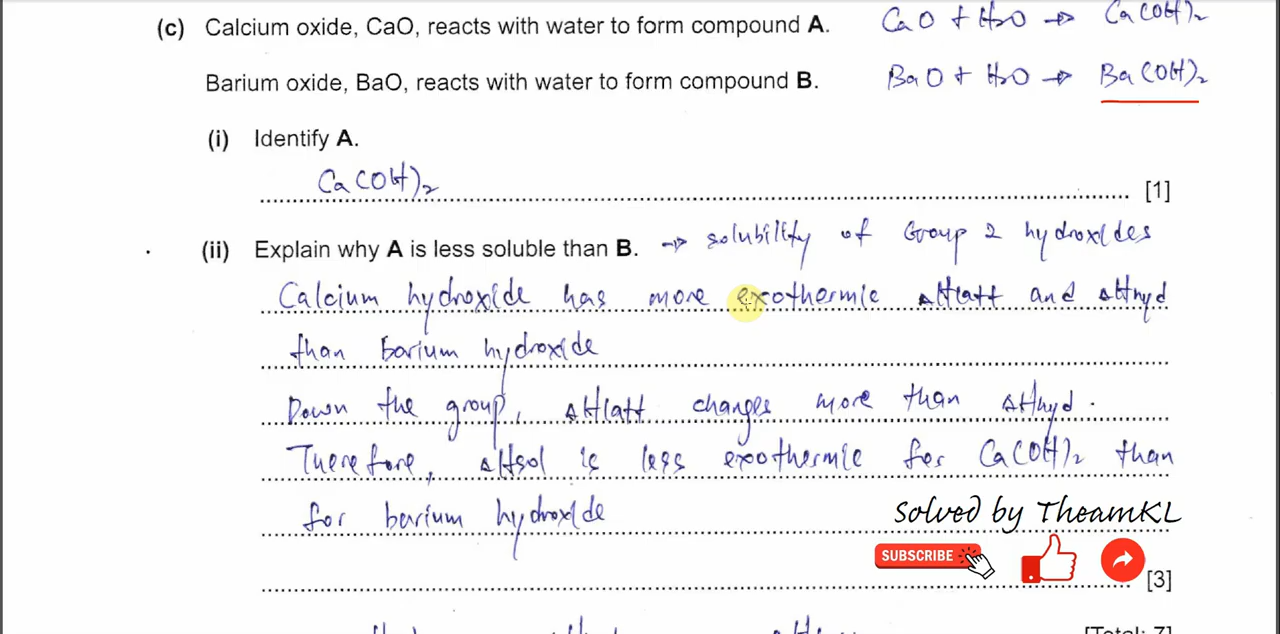 (c) Calcium oxide, CaO, reacts with water to form compound A. CaO + H2O → Ca(OH)2
Barium oxide, BaO, reacts with water to form compound B. BaO + H2O → Ba(OH)2
(i) Identify A.
Ca(OH)2
[1]
(ii) Explain why A is less soluble than B. → solubility of Group 2 hydroxides
Calcium hydroxide has more exothermic ΔHlatt and ΔHhyd
than barium hydroxide
Down the group, ΔHlatt changes more than ΔHhyd.
Therefore, ΔHsol is less exothermic for Ca(OH)2 than
for barium hydroxide
Solved by TheamKL
SUBSCRIBE
[3]
[Total: 7]